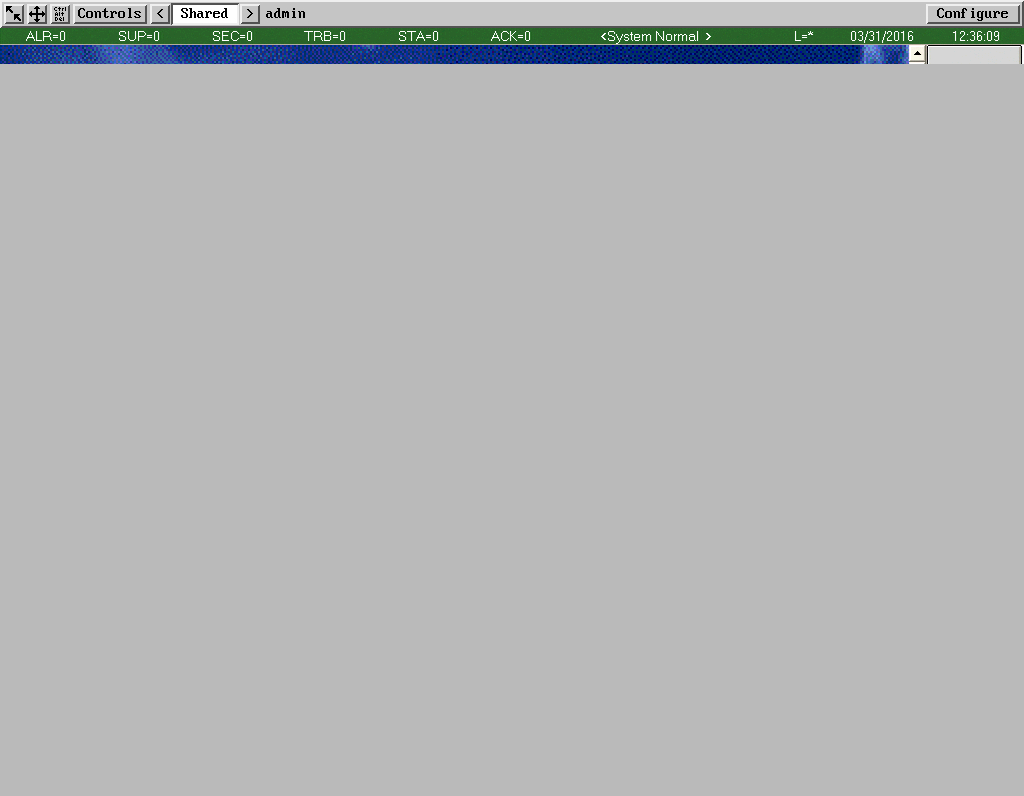 Ctrl Alt Del Controls < Shared > admin Configure
ALR=0 SUP=0 SEC=0 TRB=0 STA=0 ACK=0 <System Normal > L=* 03/31/2016 12:36:09